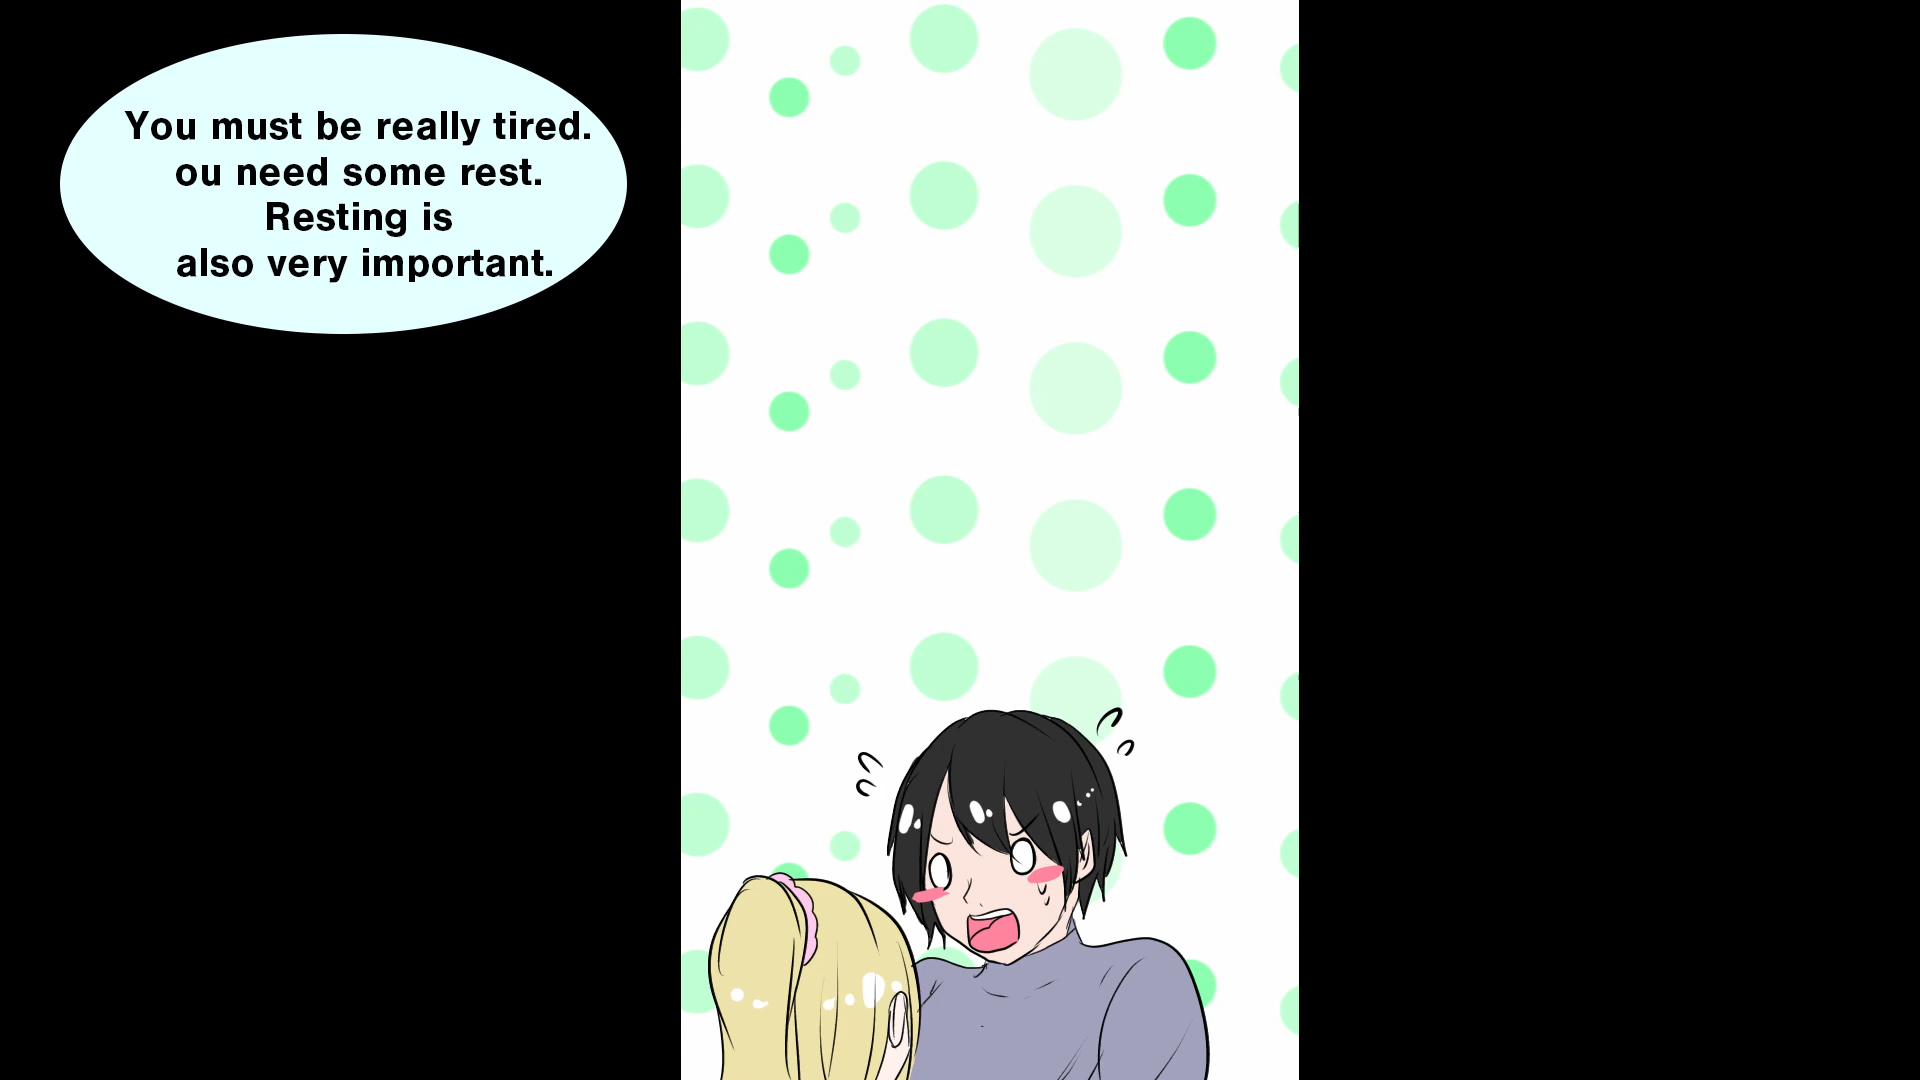 You must be really tired.
ou need some rest.
Resting is
also very important.